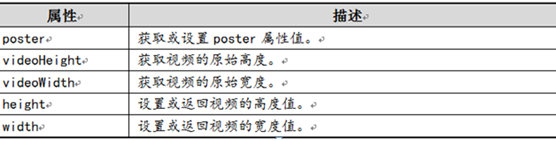 属性 描述
poster 获取或设置 poster 属性值。
videoHeight 获取视频的原始高度。
videoWidth 获取视频的原始宽度。
height 设置或返回视频的高度值。
width 设置或返回视频的宽度值。